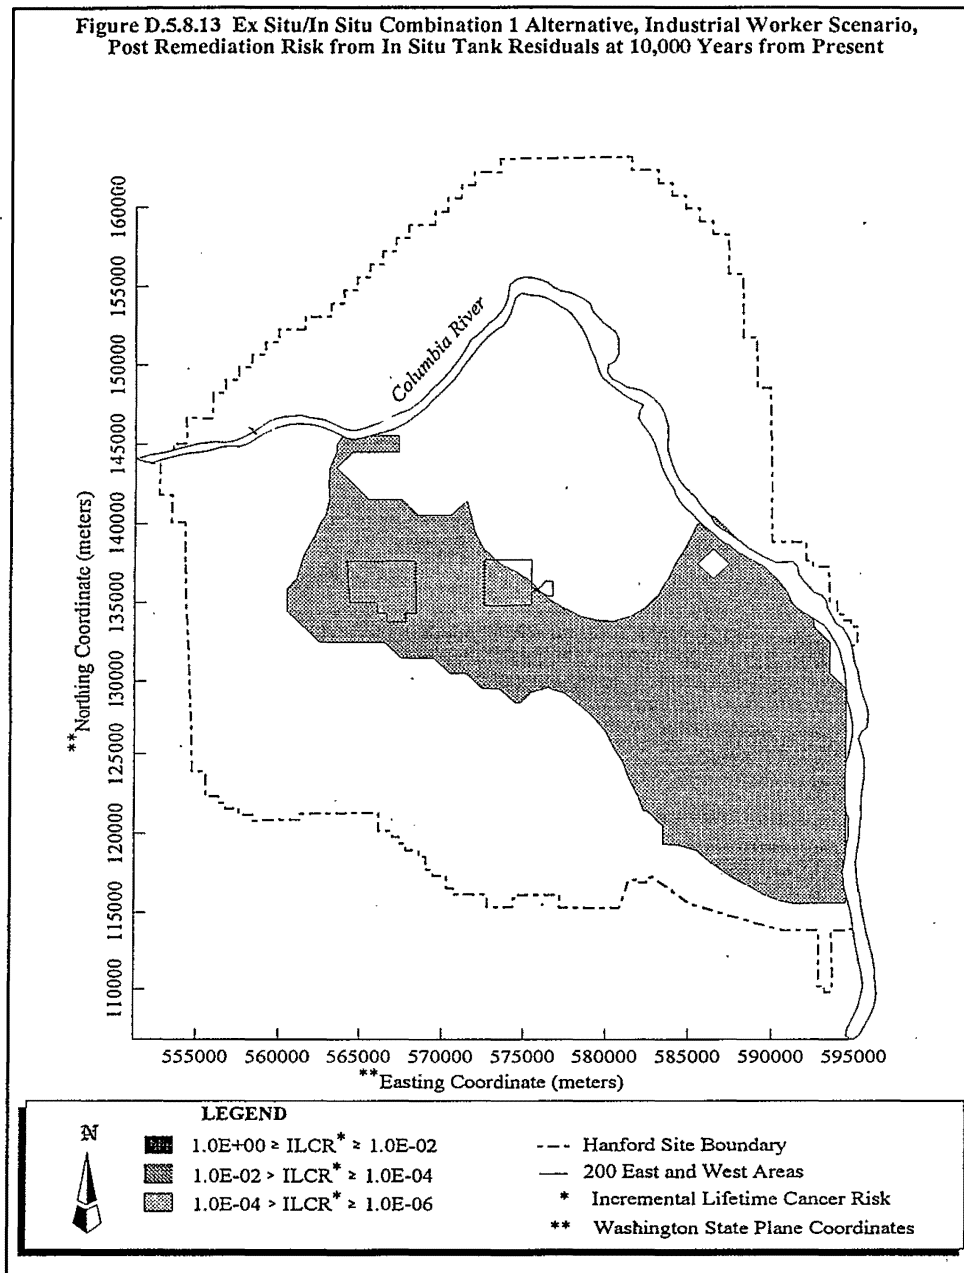 Figure D.5.8.13 Ex Situ/In Situ Combination 1 Alternative, Industrial Worker Scenario,
Post Remediation Risk from In Situ Tank Residuals at 10,000 Years from Present
160000
155000
150000
145000
140000
135000
130000
125000
120000
115000
110000
**Northing Coordinate (meters)
Columbia River
555000 560000 565000 570000 575000 580000 585000 590000 595000
**Easting Coordinate (meters)
LEGEND
N
1.0E+00 ≥ ILCR* ≥ 1.0E-02
1.0E-02 > ILCR* ≥ 1.0E-04
1.0E-04 > ILCR* ≥ 1.0E-06
Hanford Site Boundary
200 East and West Areas
* Incremental Lifetime Cancer Risk
** Washington State Plane Coordinates